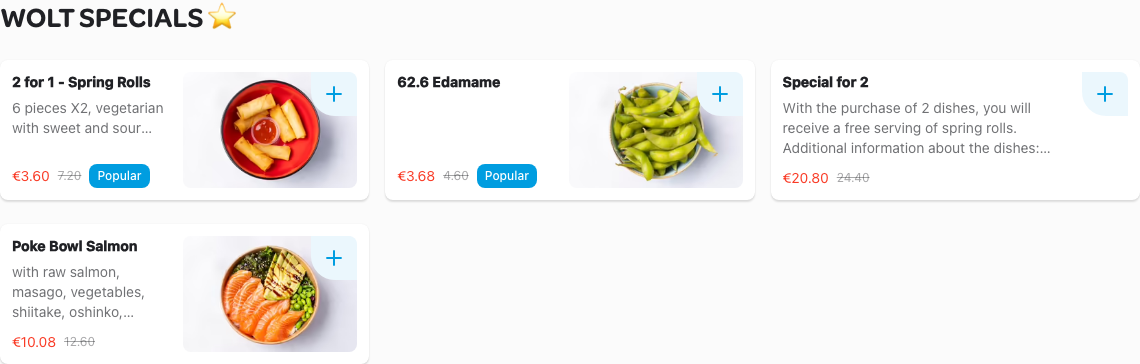 WOLT SPECIALS ⭐
2 for 1 - Spring Rolls
6 pieces X2, vegetarian
with sweet and sour...
€3.60 7.20 Popular
62.6 Edamame
€3.68 4.60 Popular
Special for 2
With the purchase of 2 dishes, you will
receive a free serving of spring rolls.
Additional information about the dishes:...
€20.80 24.40
Poke Bowl Salmon
with raw salmon,
masago, vegetables,
shiitake, oshinko,...
€10.08 12.60